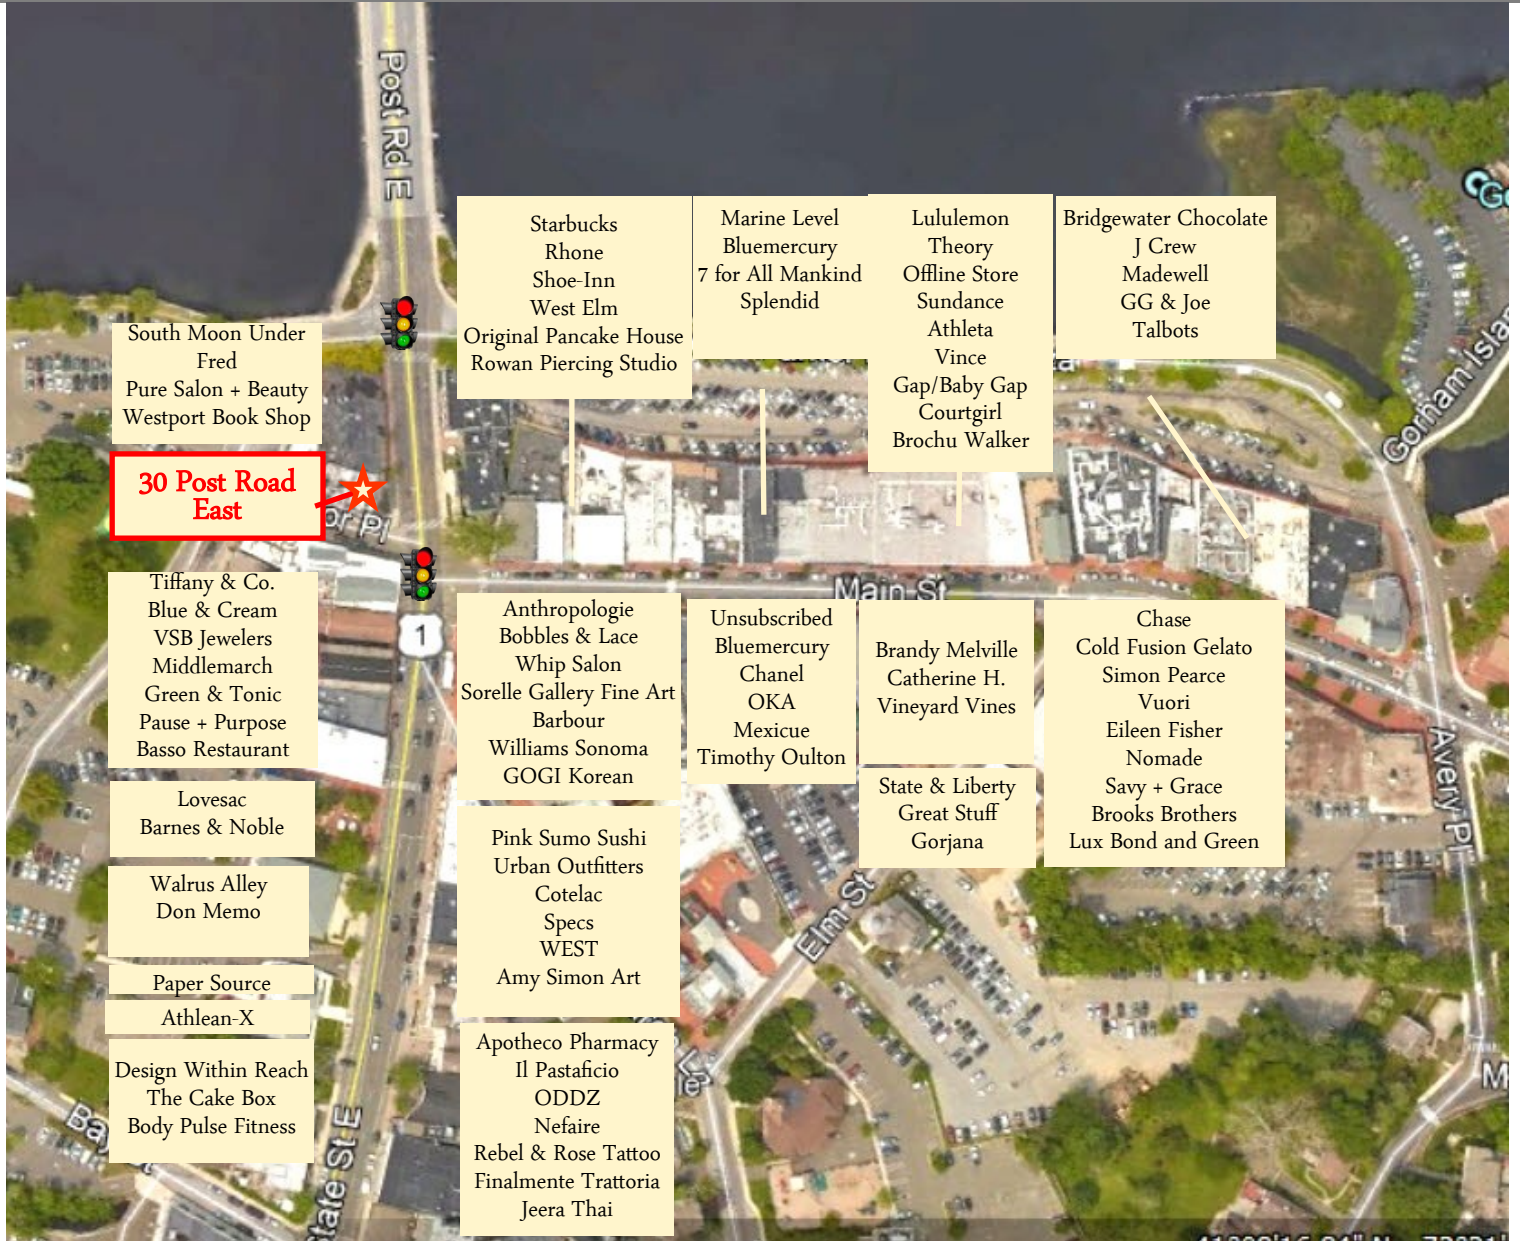 Post Rd E
Starbucks
Rhone
Shoe-Inn
West Elm
Original Pancake House
Rowan Piercing Studio
Marine Level
Bluemercury
7 for All Mankind
Splendid
Lululemon
Theory
Offline Store
Sundance
Athleta
Vince
Gap/Baby Gap
Courtgirl
Brochu Walker
Bridgewater Chocolate
J Crew
Madewell
GG & Joe
Talbots
South Moon Under
Fred
Pure Salon + Beauty
Westport Book Shop
30 Post Road
East
or Pl
Main St
1
Tiffany & Co.
Blue & Cream
VSB Jewelers
Middlemarch
Green & Tonic
Pause + Purpose
Basso Restaurant
Anthropologie
Bobbles & Lace
Whip Salon
Sorelle Gallery Fine Art
Barbour
Williams Sonoma
GOGI Korean
Unsubscribed
Bluemercury
Chanel
OKA
Mexicue
Timothy Oulton
Brandy Melville
Catherine H.
Vineyard Vines
Chase
Cold Fusion Gelato
Simon Pearce
Vuori
Eileen Fisher
Nomade
Savy + Grace
Brooks Brothers
Lux Bond and Green
State & Liberty
Great Stuff
Gorjana
Lovesac
Barnes & Noble
Pink Sumo Sushi
Urban Outfitters
Cotelac
Specs
WEST
Amy Simon Art
Walrus Alley
Don Memo
Paper Source
Athlean-X
Design Within Reach
The Cake Box
Body Pulse Fitness
Apotheco Pharmacy
Il Pastaficio
ODDZ
Nefaire
Rebel & Rose Tattoo
Finalmente Trattoria
Jeera Thai
Elm St
Avery Pl
Gorham Islan
State St E